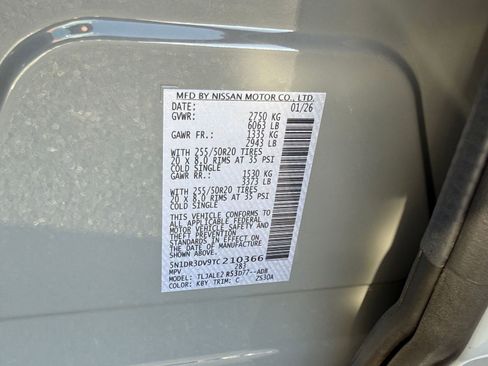 MFD BY NISSAN MOTOR CO., LTD.
DATE: 01/26
GVWR: 2750 KG
6063 LB
GAWR FR.: 1335 KG
2943 LB
WITH 255/50R20 TIRES
20 X 8.0 RIMS AT 35 PSI
COLD SINGLE
GAWR RR.: 1530 KG
3373 LB
WITH 255/50R20 TIRES
20 X 8.0 RIMS AT 35 PSI
COLD SINGLE
THIS VEHICLE CONFORMS TO
ALL APPLICABLE FEDERAL
MOTOR VEHICLE SAFETY AND
THEFT PREVENTION
STANDARDS IN EFFECT ON
THE DATE OF MANUFACTURE
SHOWN ABOVE.
5N1DR3DV9TC210366
MPV 283
MODEL: TLJALE2 R53D77--ADB
COLOR: KBY TRIM: C ZS30A